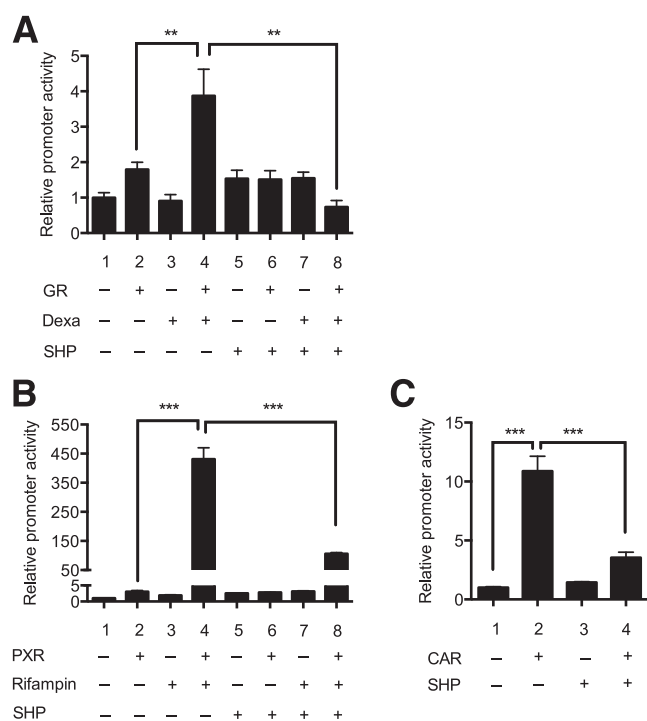 A
** **
Relative promoter activity
5
4
3
2
1
0
1 2 3 4 5 6 7 8
GR – + – + – + – +
Dexa – – + + – – + +
SHP – – – – + + + +
B
*** ***
Relative promoter activity
550
450
350
250
150
50
5
0
1 2 3 4 5 6 7 8
PXR – + – + – + – +
Rifampin – – + + – – + +
SHP – – – – + + + +
C
*** ***
Relative promoter activity
15
10
5
0
1 2 3 4
CAR – + – +
SHP – – + +